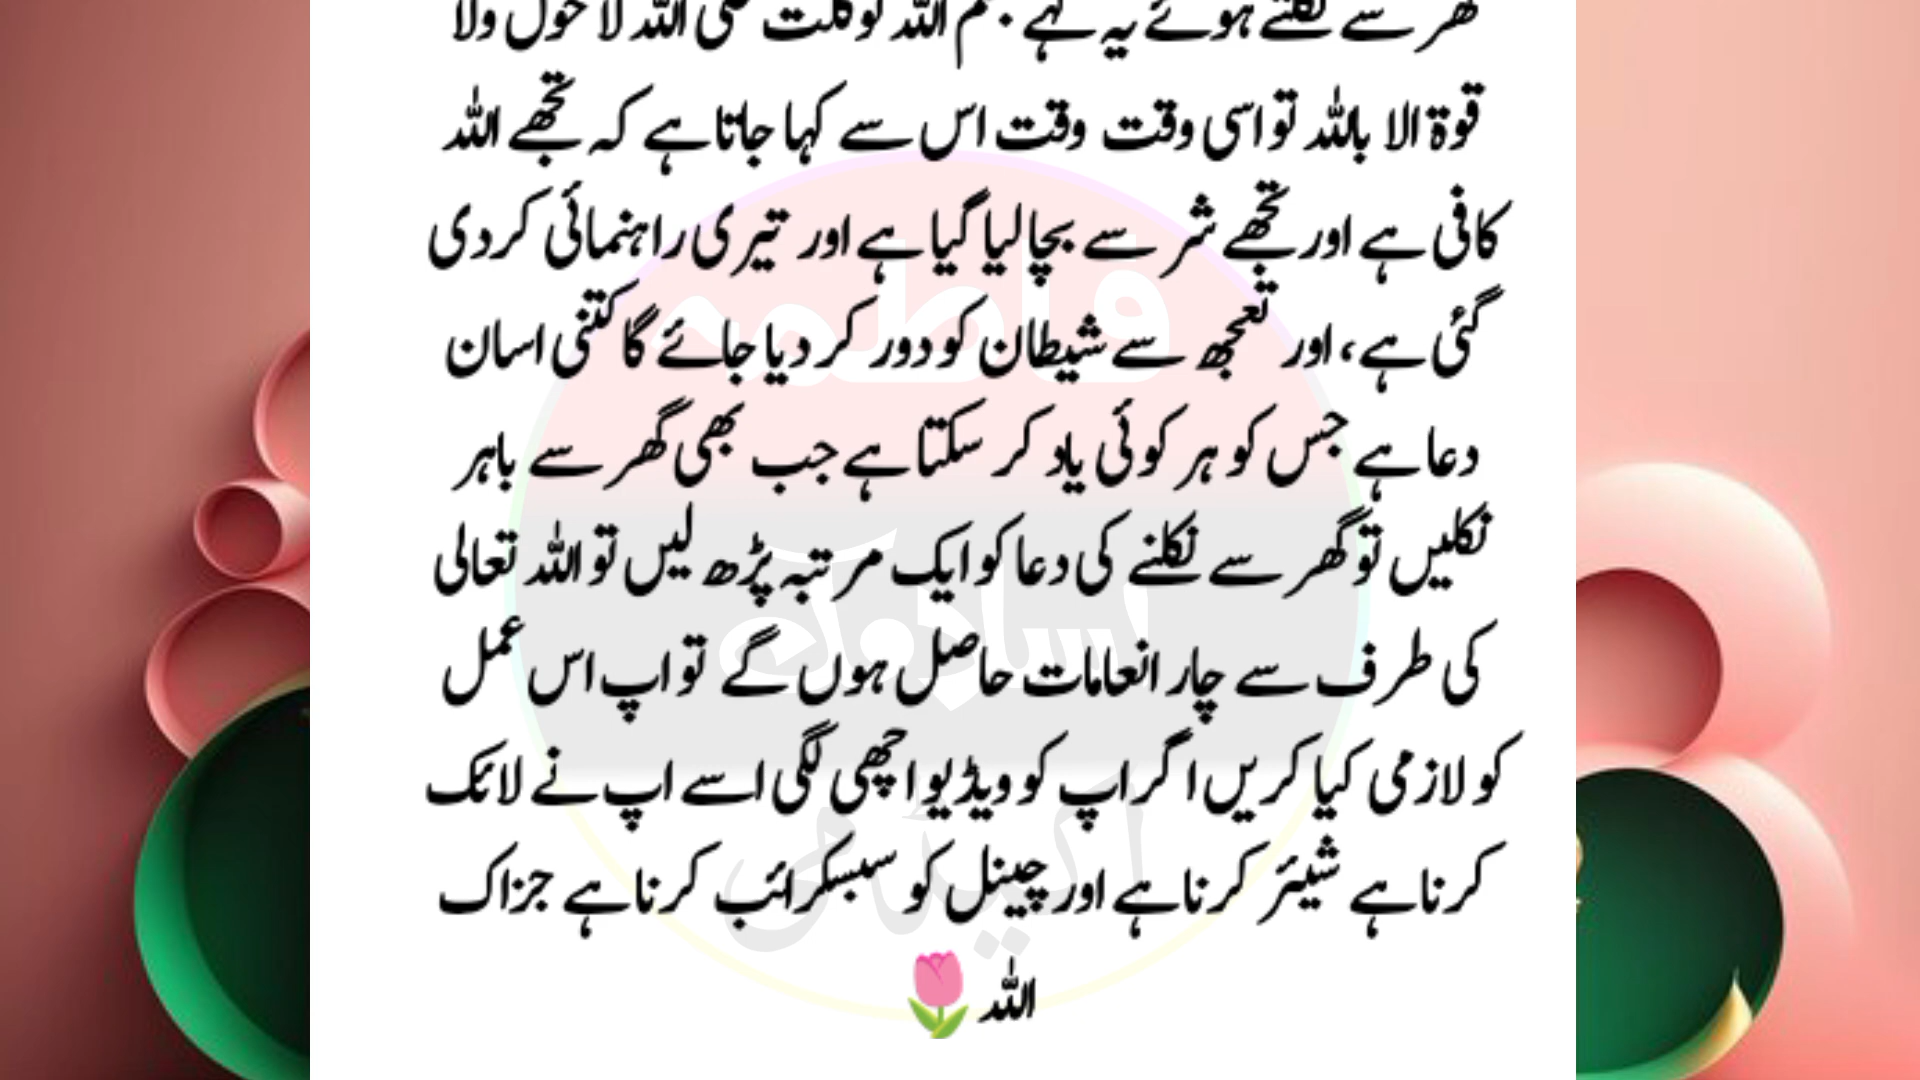 گھر سے نکلتے ہوئے یہ کہے بسم اللہ توکلت علی اللہ لا حول ولا
قوة الا باللہ تو اسی وقت وقت اس سے کہا جاتا ہے کہ تجھے اللہ
کافی ہے اور تجھے شر سے بچا لیا گیا ہے اور تیری راہنمائی کر دی
گئی ہے، اور تعجھ سے شیطان کو دور کر دیا جائے گا کتنی اسان
دعا ہے جس کو ہر کوئی یاد کر سکتا ہے جب بھی گھر سے باہر
نکلیں تو گھر سے نکلنے کی دعا کو ایک مرتبہ پڑھ لیں تو اللہ تعالی
کی طرف سے چار انعامات حاصل ہوں گے تو اپ اس عمل
کو لازمی کیا کریں اگر اپ کو ویڈیو اچھی لگی اسے اپ نے لائک
کرنا ہے شیئر کرنا ہے اور چینل کو سبسکرائب کرنا ہے جزاک
اللہ
فاطمہ
اکیڈمی